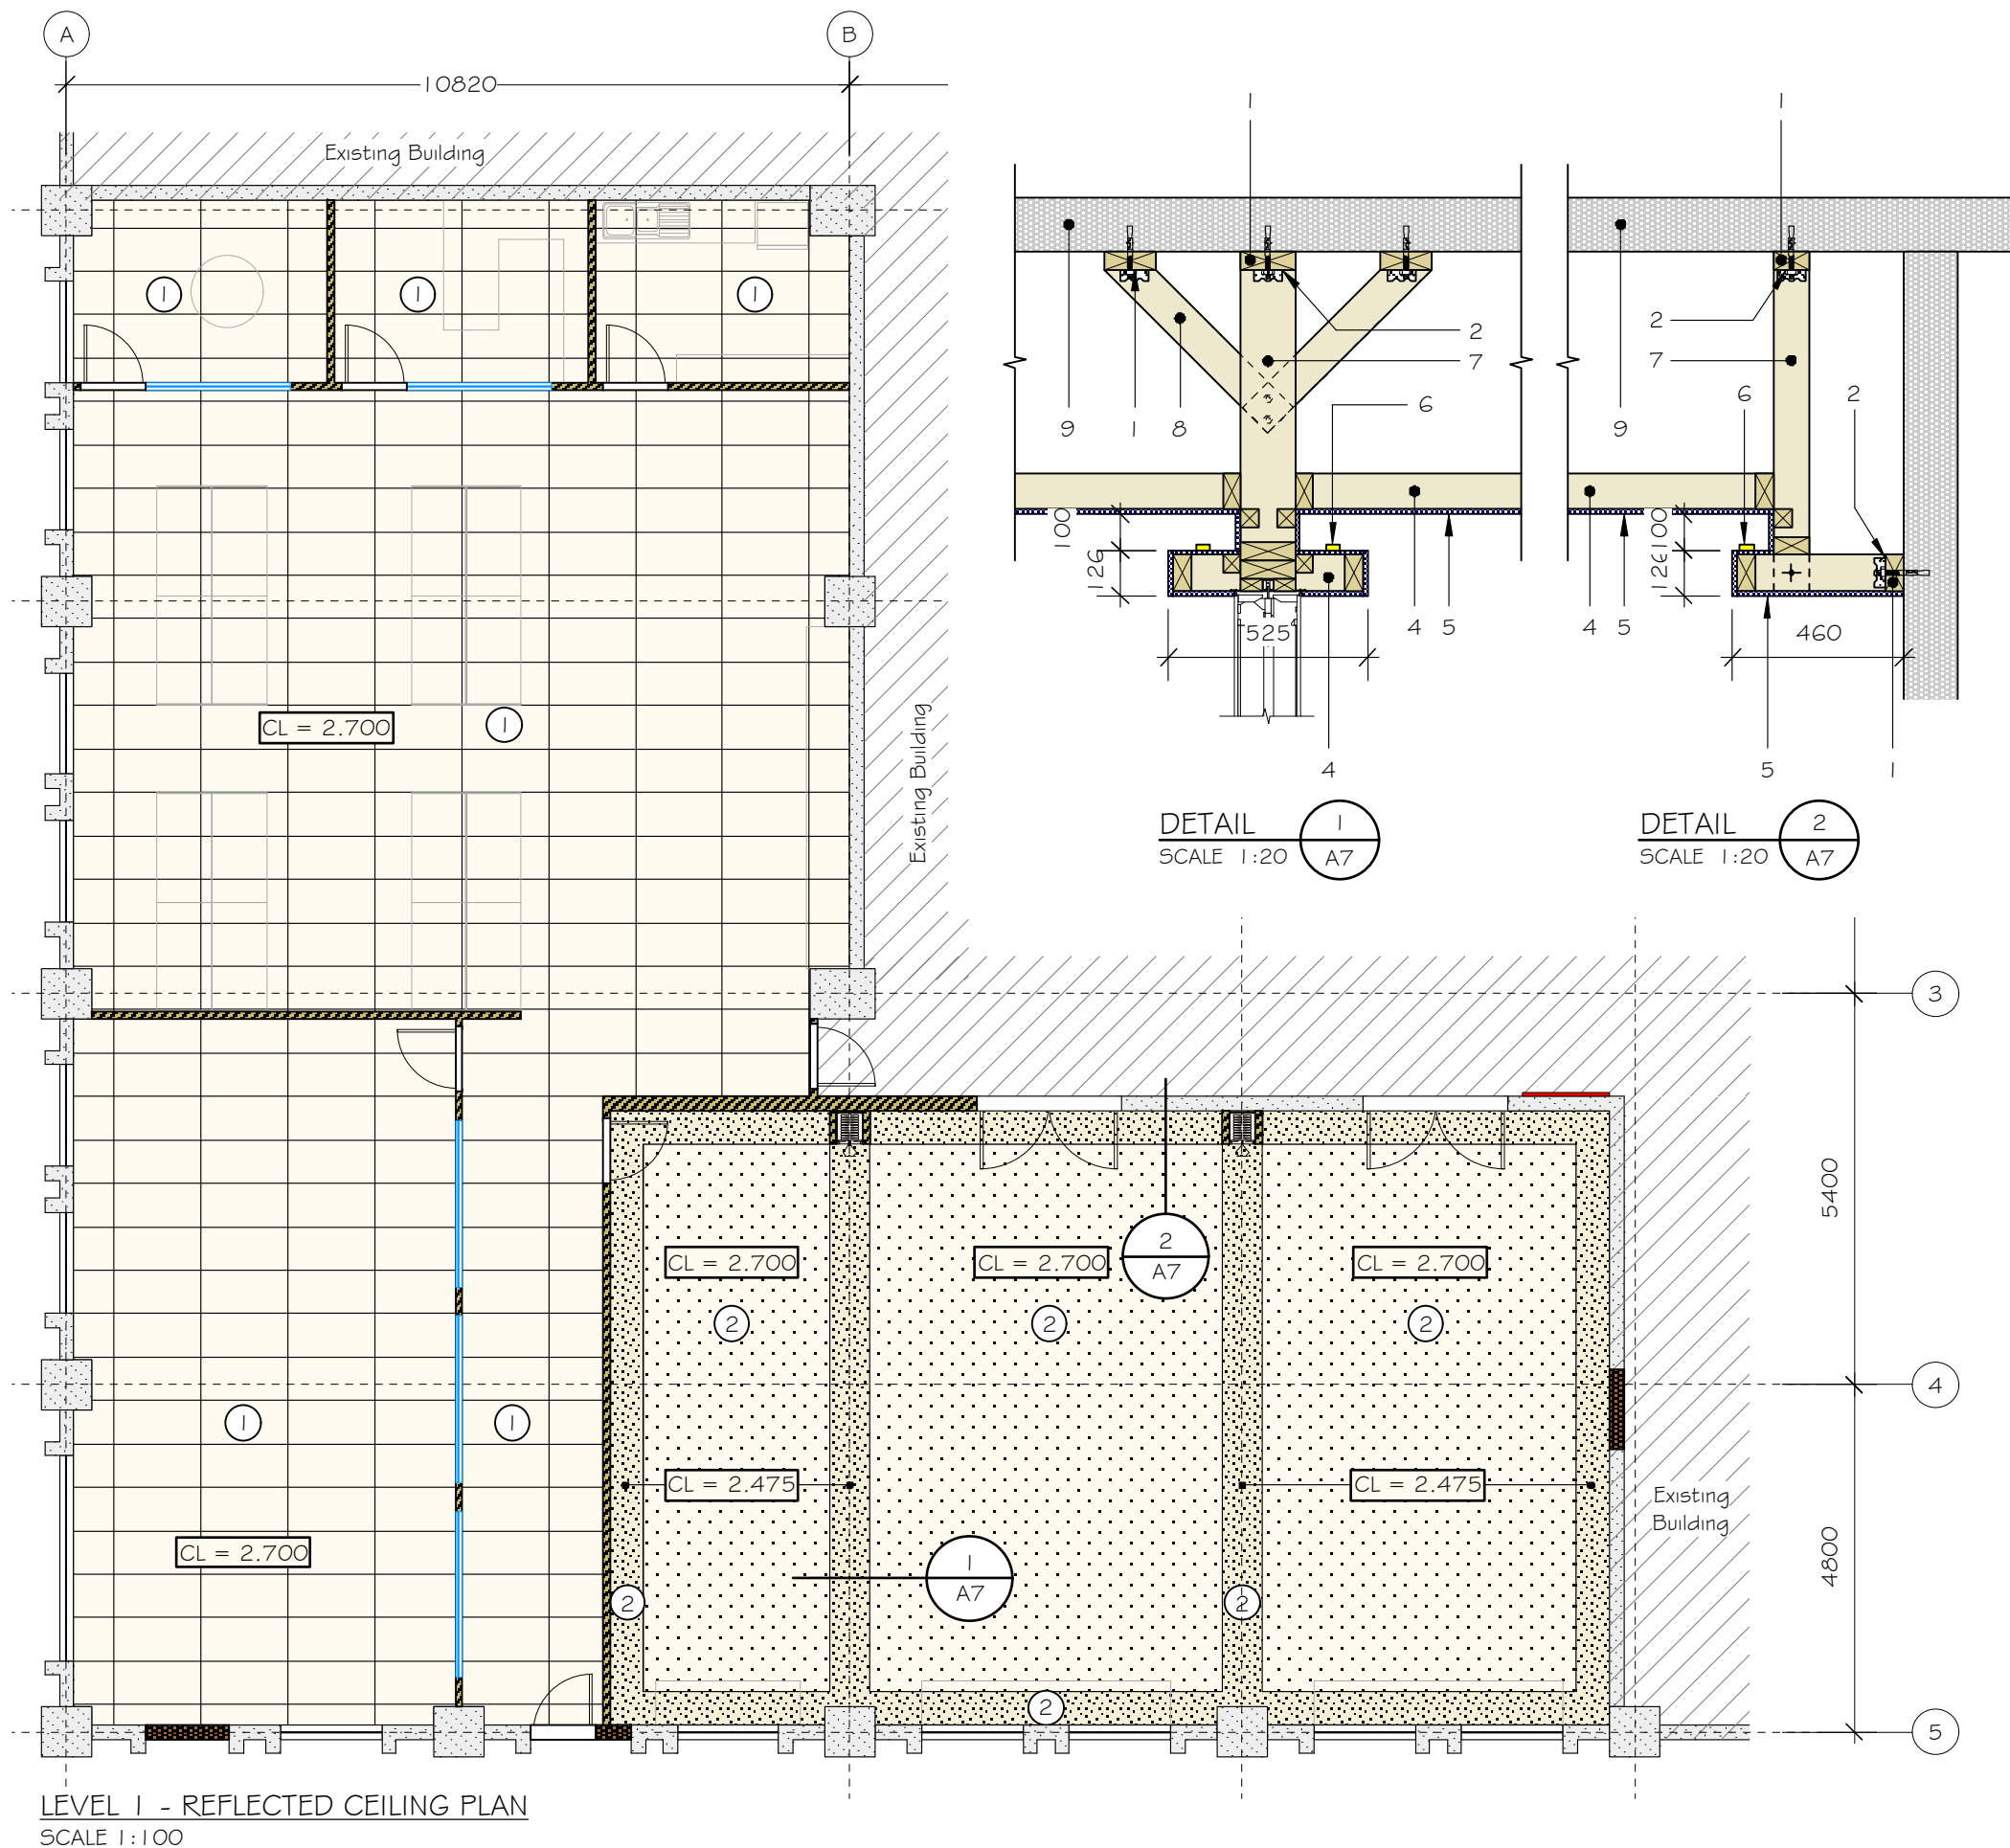 A
B
10820
Existing Building
1
1
1
CL = 2.700
1
Existing Building
1
1
CL = 2.700
1
1
2
7
6
9
1
8
100
126
525
4
5
4
DETAIL
1
A7
SCALE 1:20
2
7
6
2
9
100
126
4
5
460
5
1
DETAIL
2
A7
SCALE 1:20
3
5400
4
4800
5
CL = 2.700
CL = 2.700
CL = 2.700
2
A7
2
2
2
CL = 2.475
CL = 2.475
Existing
Building
1
A7
2
2
2
LEVEL 1 - REFLECTED CEILING PLAN
SCALE 1:100